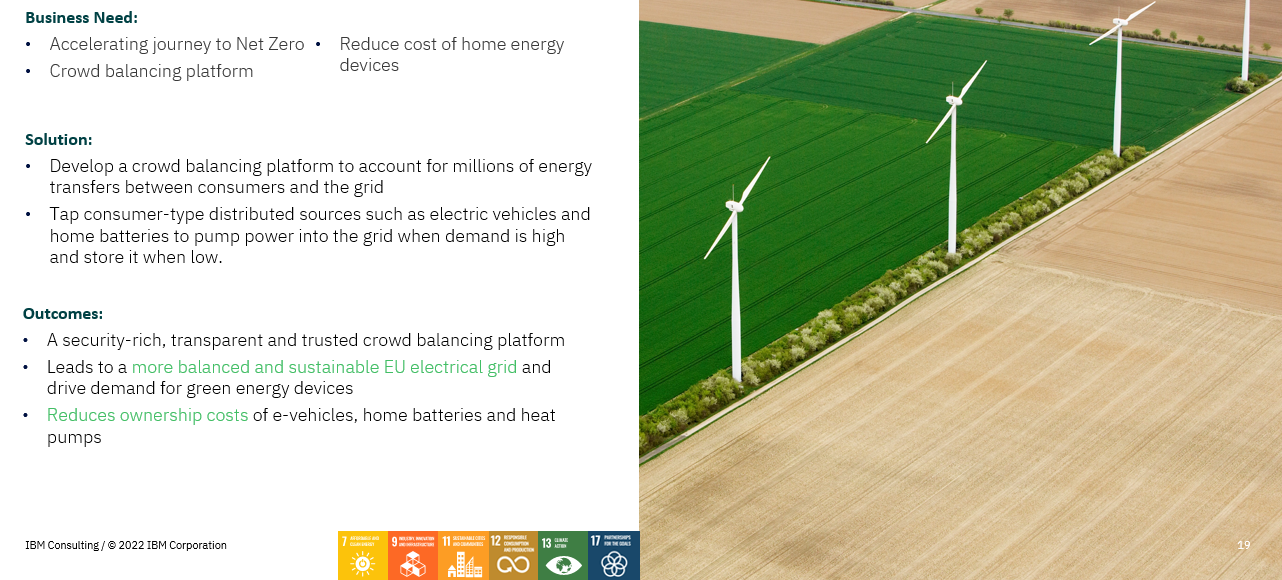 Business Need:
• Accelerating journey to Net Zero
• Crowd balancing platform
• Reduce cost of home energy
devices
Solution:
• Develop a crowd balancing platform to account for millions of energy
transfers between consumers and the grid
• Tap consumer-type distributed sources such as electric vehicles and
home batteries to pump power into the grid when demand is high
and store it when low.
Outcomes:
• A security-rich, transparent and trusted crowd balancing platform
• Leads to a more balanced and sustainable EU electrical grid and
drive demand for green energy devices
• Reduces ownership costs of e-vehicles, home batteries and heat
pumps
IBM Consulting / © 2022 IBM Corporation
7 AFFORDABLE AND
CLEAN ENERGY
9 INDUSTRY, INNOVATION
AND INFRASTRUCTURE
11 SUSTAINABLE CITIES
AND COMMUNITIES
12 RESPONSIBLE
CONSUMPTION
AND PRODUCTION
13 CLIMATE
ACTION
17 PARTNERSHIPS
FOR THE GOALS
19